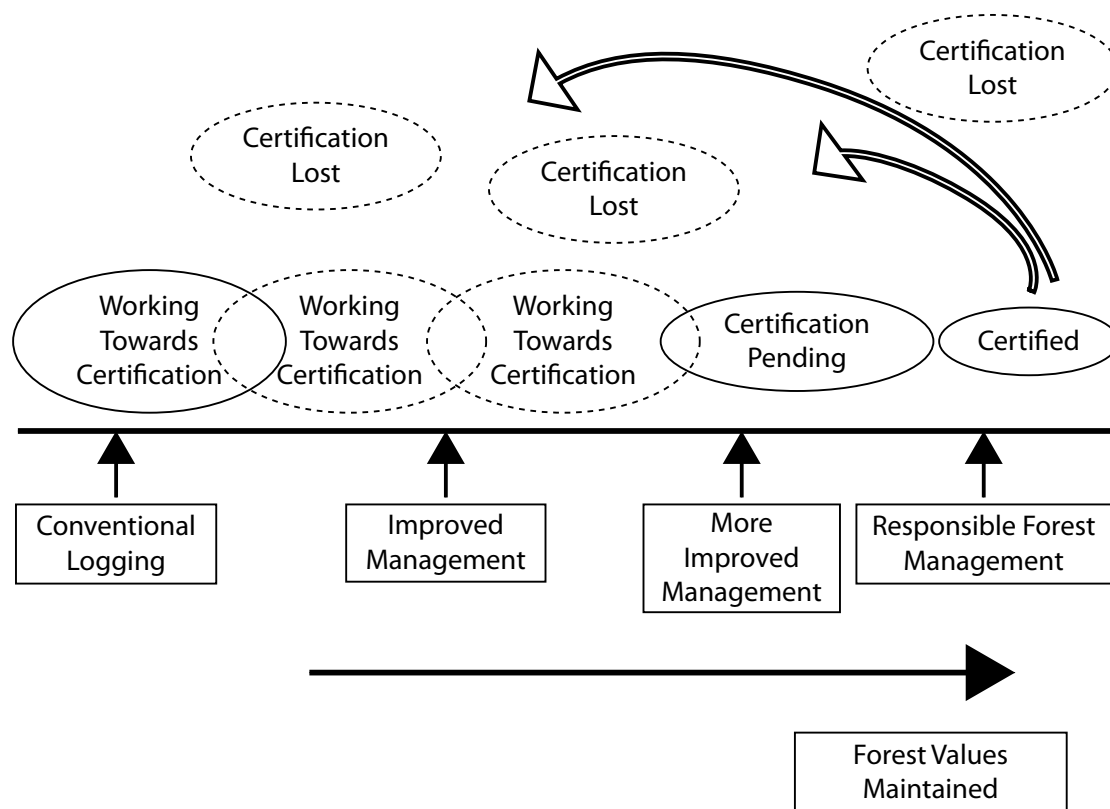 Certification
Lost
Certification
Lost
Certification
Lost
Working
Towards
Certification
Working
Towards
Certification
Working
Towards
Certification
Certification
Pending
Certified
Conventional
Logging
Improved
Management
More
Improved
Management
Responsible Forest
Management
Forest Values
Maintained